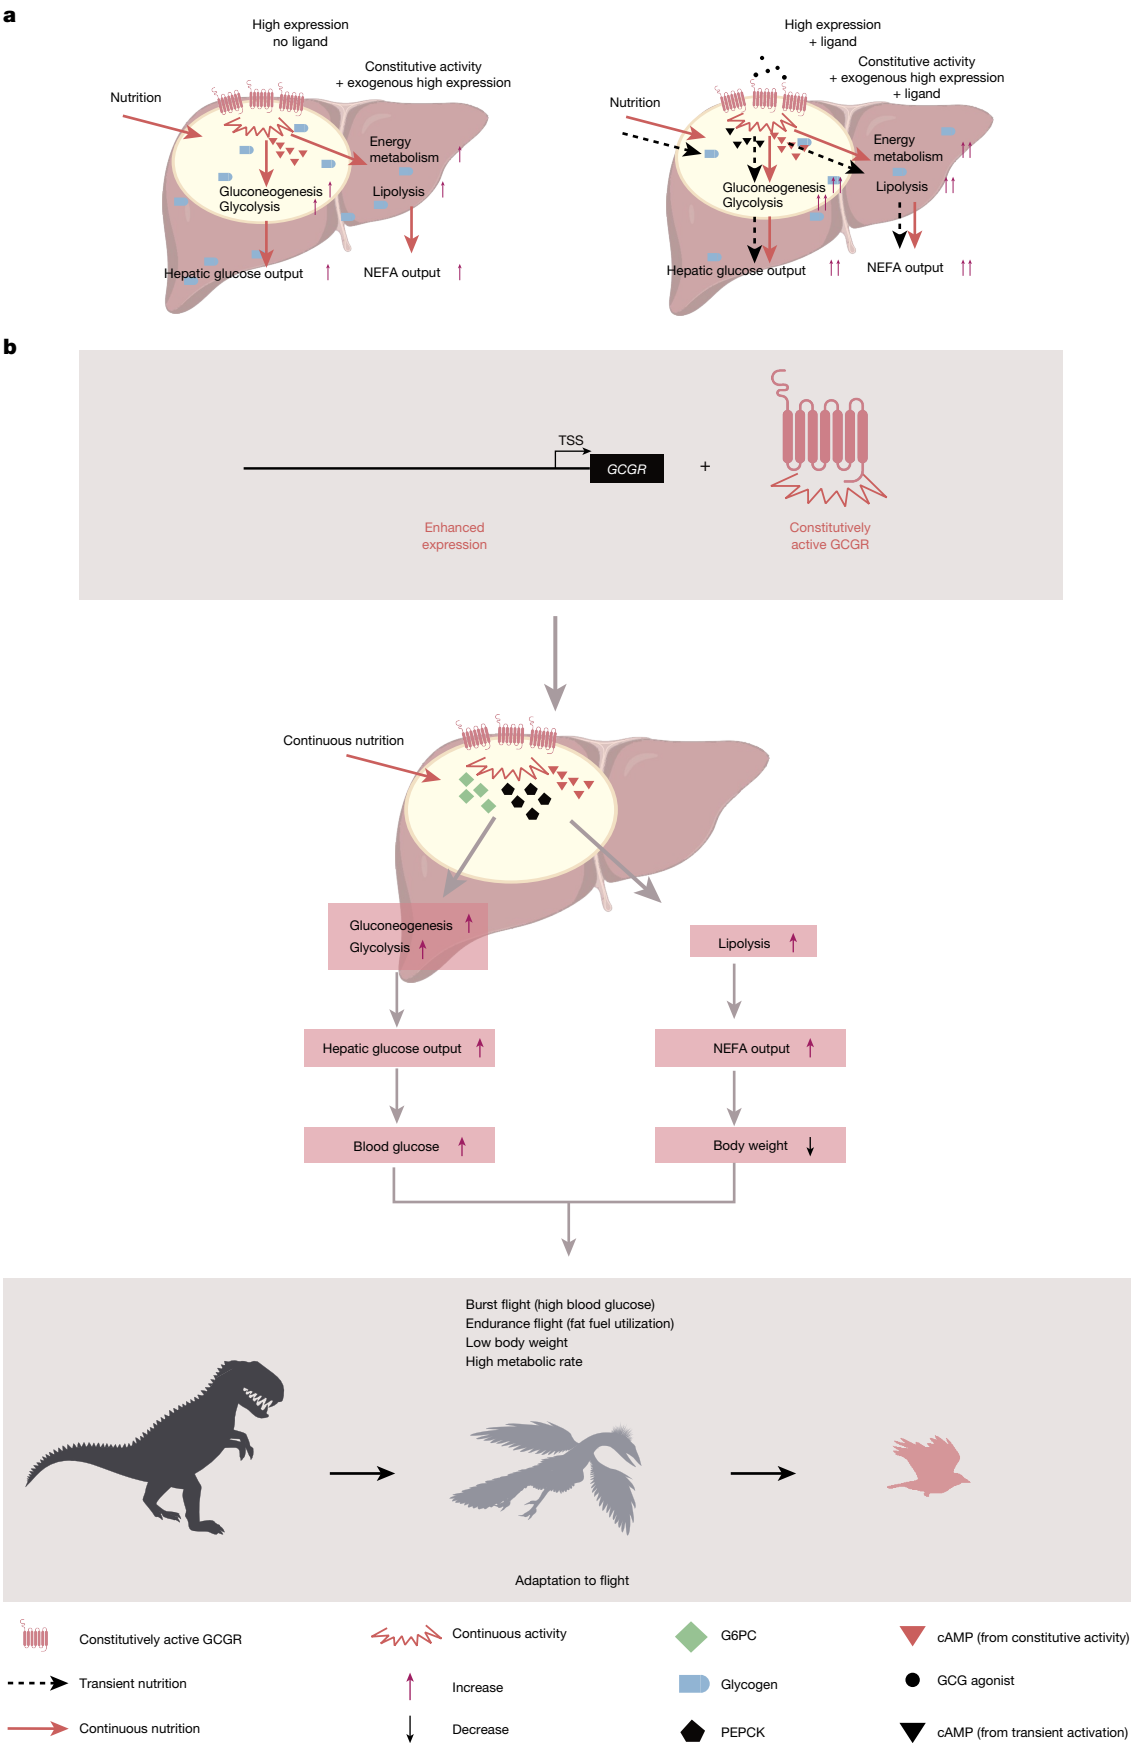 a
High expression
no ligand
Constitutive activity
+ exogenous high expression
Nutrition
Energy
metabolism
Gluconeogenesis
Glycolysis
Lipolysis
Hepatic glucose output
NEFA output
High expression
+ ligand
Constitutive activity
+ exogenous high expression
+ ligand
Nutrition
Energy
metabolism
Gluconeogenesis
Glycolysis
Lipolysis
Hepatic glucose output
NEFA output
b
TSS
GCGR
+
Enhanced
expression
Constitutively
active GCGR
Continuous nutrition
Gluconeogenesis
Glycolysis
Lipolysis
Hepatic glucose output
NEFA output
Blood glucose
Body weight
Burst flight (high blood glucose)
Endurance flight (fat fuel utilization)
Low body weight
High metabolic rate
Adaptation to flight
Constitutively active GCGR
Continuous activity
G6PC
cAMP (from constitutive activity)
Transient nutrition
Increase
Glycogen
GCG agonist
Continuous nutrition
Decrease
PEPCK
cAMP (from transient activation)